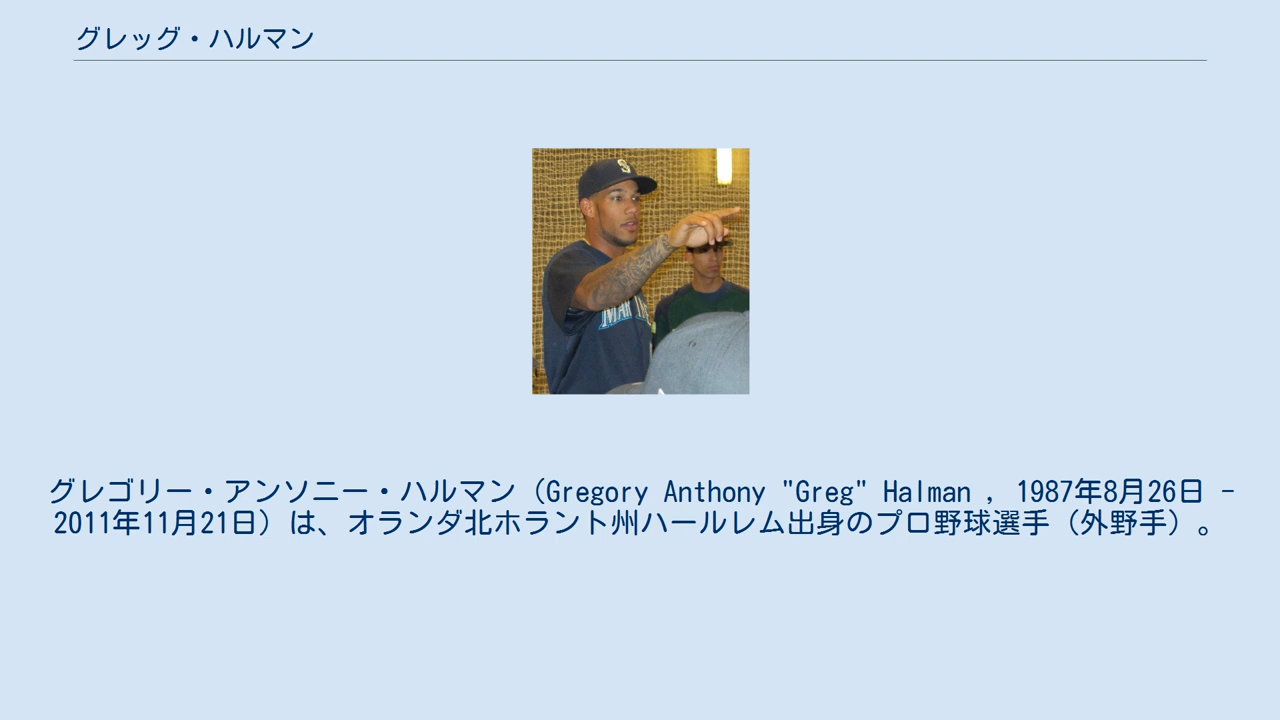 グレッグ・ハルマン
グレゴリー・アンソニー・ハルマン（Gregory Anthony "Greg" Halman , 1987年8月26日 -
2011年11月21日）は、オランダ北ホラント州ハールレム出身のプロ野球選手（外野手）。